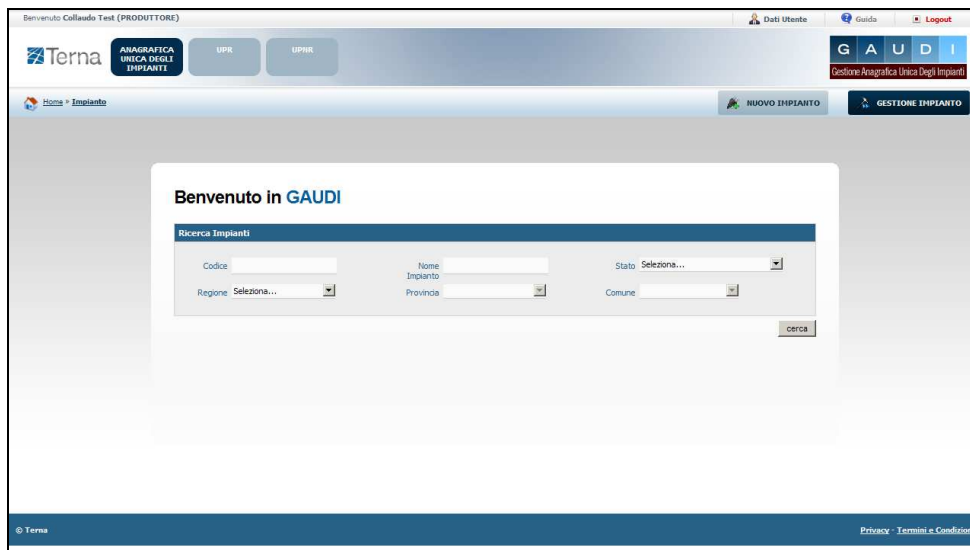 Benvenuto Collaudo Test (PRODUTTORE)
Dati Utente
Guida
Logout
Terna
ANAGRAFICA
UNICA DEGLI
IMPIANTI
UPR
UPNR
G A U D I
Gestione Anagrafica Unica Degli Impianti
Home » Impianto
NUOVO IMPIANTO
GESTIONE IMPIANTO
Benvenuto in GAUDI
Ricerca Impianti
Codice
Nome
Impianto
Stato Seleziona...
Regione Seleziona...
Provincia
Comune
cerca
© Terna
Privacy - Termini e Condizion